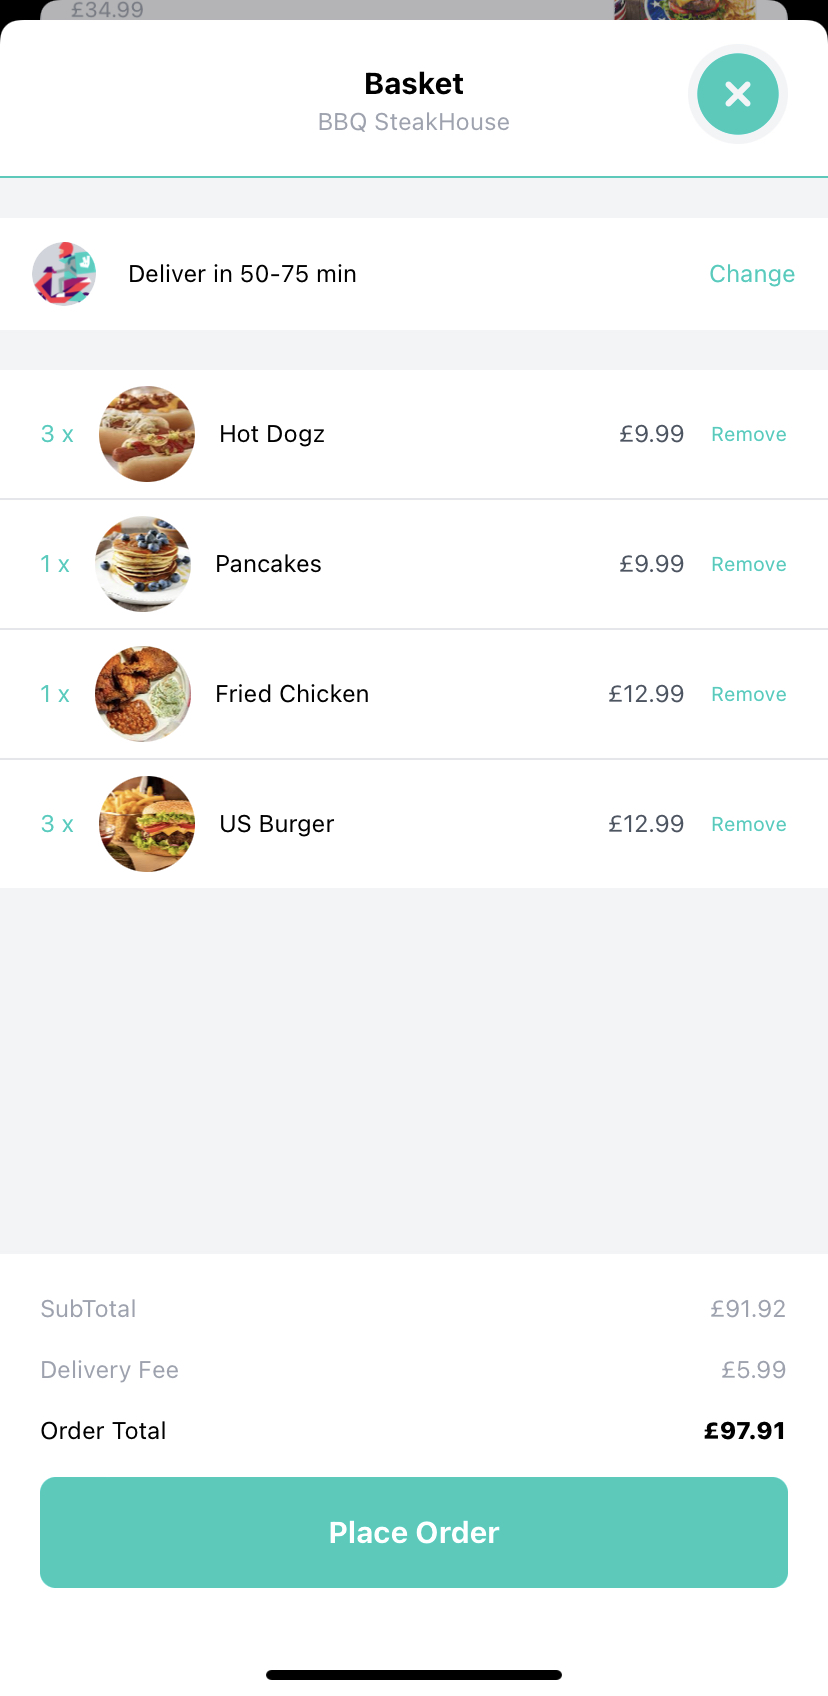 £34.99
Basket
BBQ SteakHouse
Deliver in 50-75 min Change
3 x Hot Dogz £9.99 Remove
1 x Pancakes £9.99 Remove
1 x Fried Chicken £12.99 Remove
3 x US Burger £12.99 Remove
SubTotal £91.92
Delivery Fee £5.99
Order Total £97.91
Place Order